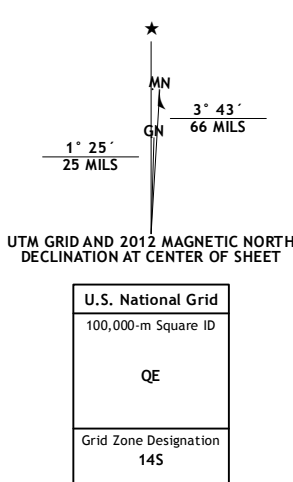 ★
MN
3° 43´
66 MILS
GN
1° 25´
25 MILS
UTM GRID AND 2012 MAGNETIC NORTH
DECLINATION AT CENTER OF SHEET
U.S. National Grid
100,000-m Square ID
QE
Grid Zone Designation
14S